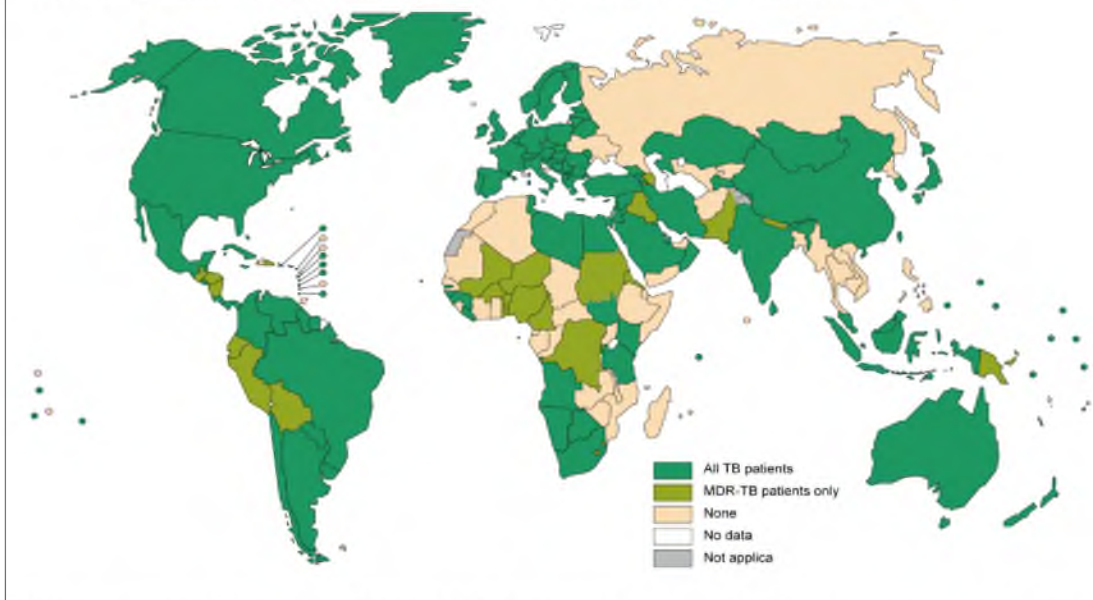 All TB patients
MDR-TB patients only
None
No data
Not applica